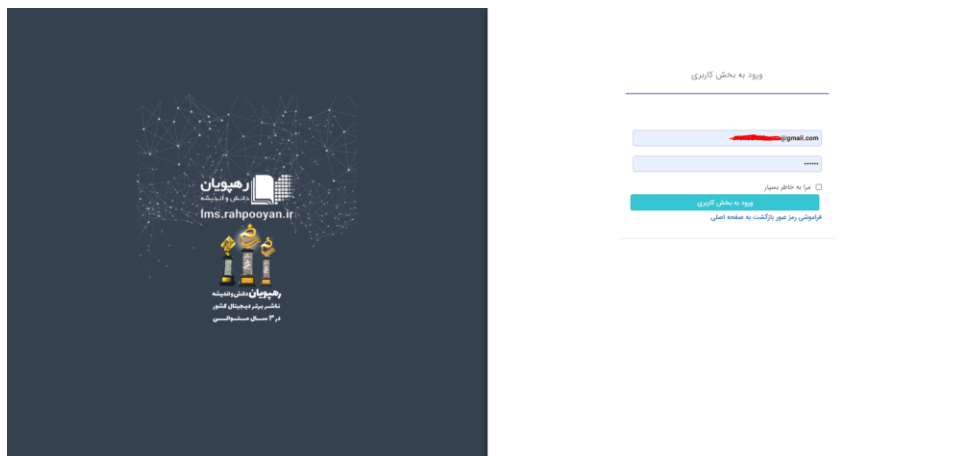 رهپویان
دانش و اندیشه
lms.rahpooyan.ir
رهپویان دانش و اندیشه
ناشر برتر دیجیتال کشور
در ۳ سال متوالی
ورود به بخش کاربری
@gmail.com
مرا به خاطر بسپار
ورود به بخش کاربری
فراموشی رمز عبور بازگشت به صفحه اصلی